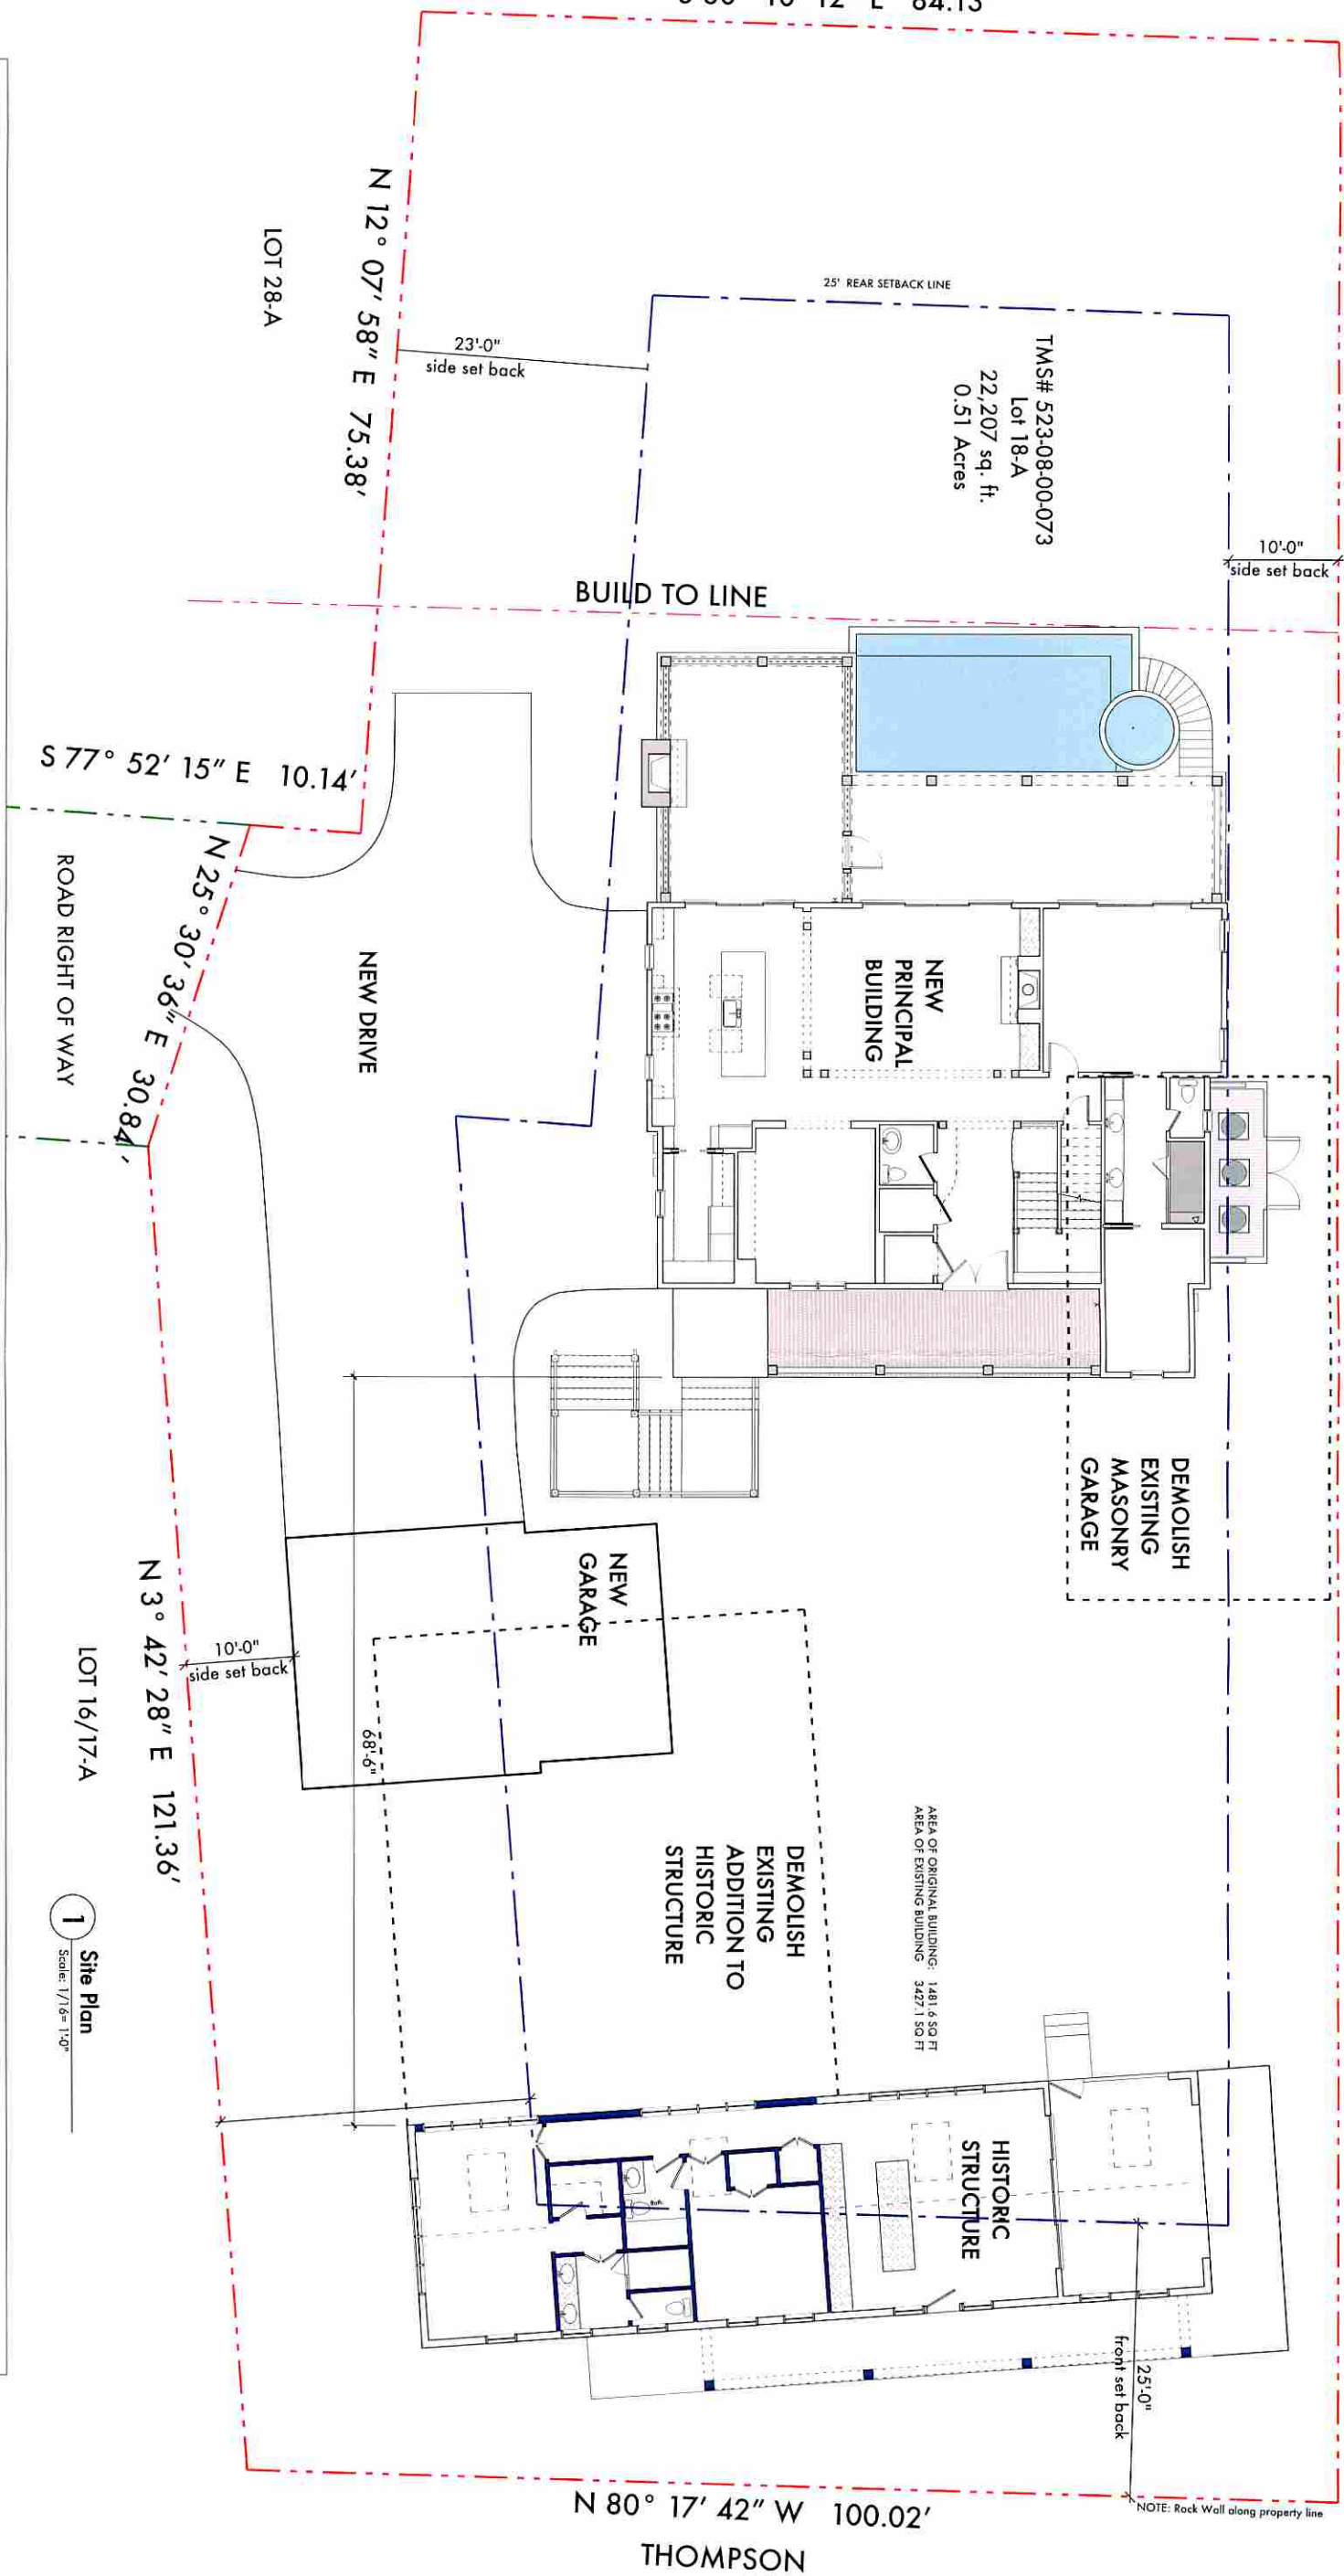 25' REAR SETBACK LINE
TMS# 523-08-00-073
Lot 18-A
22,207 sq. ft.
0.51 Acres
N 12° 07' 58" E 75.38'
LOT 28-A
23'-0"
side set back
10'-0"
side set back
BUILD TO LINE
S 77° 52' 15" E 10.14'
N 25° 30' 36" E 30.84'
ROAD RIGHT OF WAY
NEW DRIVE
NEW
PRINCIPAL
BUILDING
DEMOLISH
EXISTING
MASONRY
GARAGE
NEW
GARAGE
10'-0"
side set back
N 3° 42' 28" E 121.36'
LOT 16/17-A
68'-6"
DEMOLISH
EXISTING
ADDITION TO
HISTORIC
STRUCTURE
AREA OF ORIGINAL BUILDING: 1481.6 SQ FT
AREA OF EXISTING BUILDING 3427.1 SQ FT
1
Site Plan
Scale: 1/16= 1'-0"
HISTORIC
STRUCTURE
25'-0"
front set back
N 80° 17' 42" W 100.02'
NOTE: Rock Wall along property line
THOMPSON